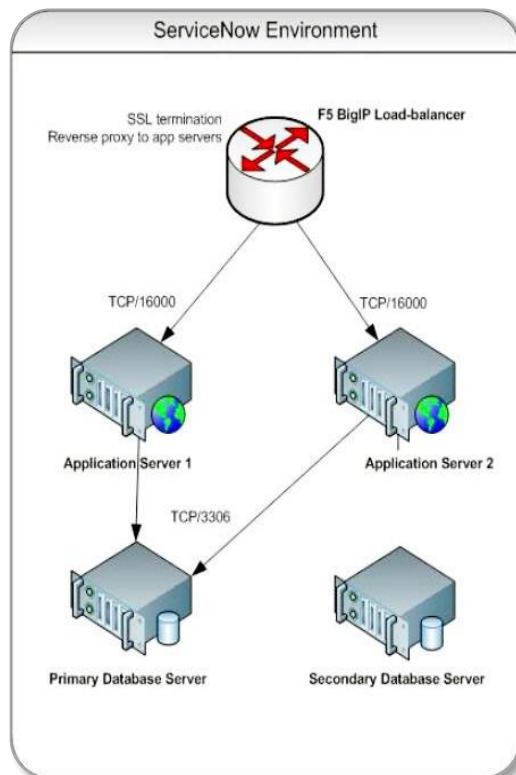 ServiceNow Environment
SSL termination
Reverse proxy to app servers
F5 BigIP Load-balancer
TCP/16000
TCP/16000
Application Server 1
Application Server 2
TCP/3306
Primary Database Server
Secondary Database Server